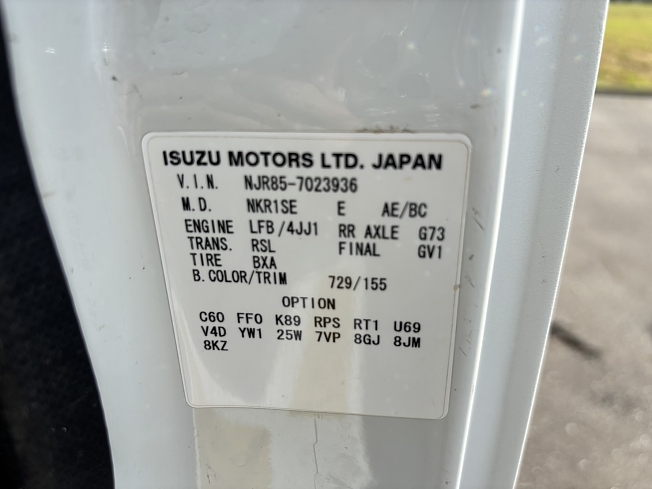 ISUZU MOTORS LTD. JAPAN
V.I.N. NJR85-7023936
M.D. NKR1SE E AE/BC
ENGINE LFB/4JJ1 RR AXLE G73
TRANS. RSL FINAL GV1
TIRE BXA
B.COLOR/TRIM 729/155
OPTION
C60 FF0 K89 RPS RT1 U69
V4D YW1 25W 7VP 8GJ 8JM
8KZ